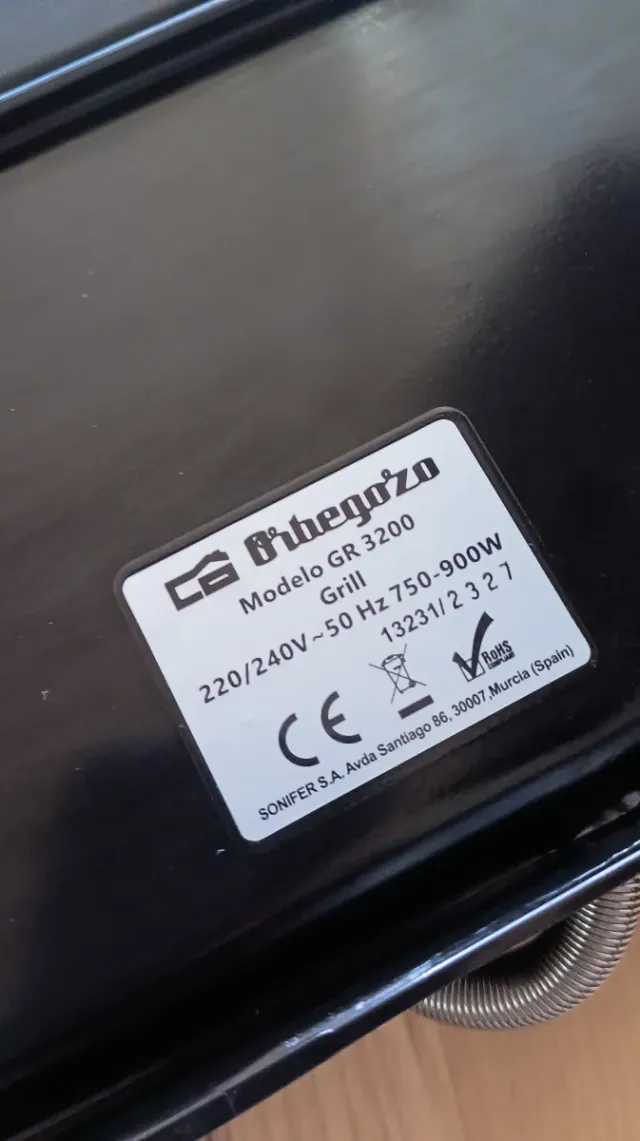 Orbegozo
Modelo GR 3200
Grill
220/240V~50 Hz 750-900W
13231/2 3 2 7
CE
RoHS
COMPLIANT
SONIFER S.A. Avda Santiago 86, 30007,Murcia (Spain)